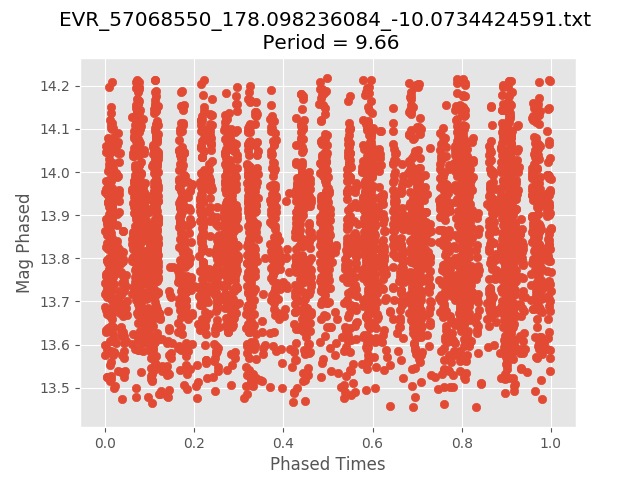 EVR_57068550_178.098236084_-10.0734424591.txt
Period = 9.66
14.2
14.1
14.0
13.9
13.8
13.7
13.6
13.5
Mag Phased
0.0 0.2 0.4 0.6 0.8 1.0
Phased Times